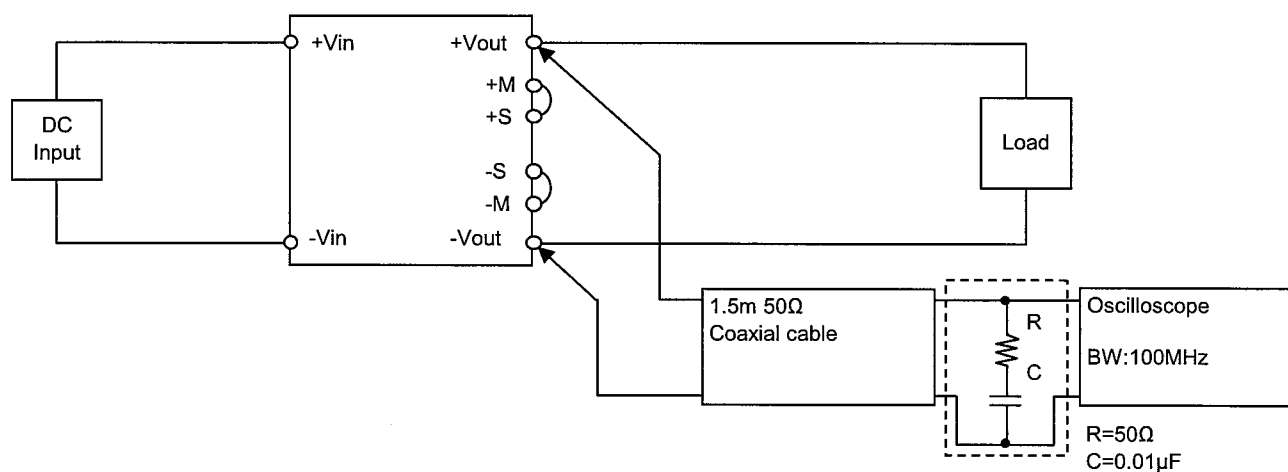 +Vin
+Vout
+M
+S
DC
Input
Load
-S
-M
-Vin
-Vout
1.5m 50Ω
Coaxial cable
R
C
Oscilloscope
BW:100MHz
R=50Ω
C=0.01µF